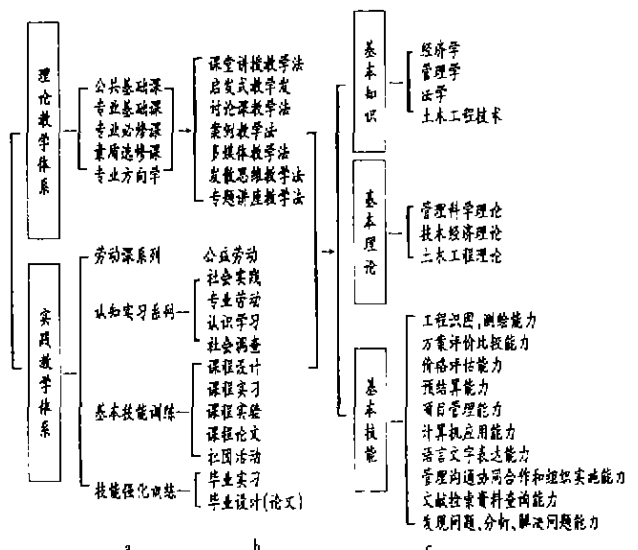 理论教学体系
公共基础课
专业基础课
专业必修课
素质选修课
专业方向学
课堂讲授教学法
启发式教学发
讨论课教学法
案例教学法
多媒体教学法
发散思维教学法
专题讲座教学法
实践教学体系
劳动课系列
公益劳动
认知实习系列
社会实践
专业劳动
认识学习
社会调查
基本技能训练
课程设计
课程实习
课程实验
课程论文
社团活动
技能强化训练
毕业实习
毕业设计(论文)
基本知识
经济学
管理学
法学
土木工程技术
基本理论
管理科学理论
技术经济理论
土木工程理论
基本技能
工程识图,测绘能力
方案评价比较能力
价格评估能力
预结算能力
项目管理能力
计算机应用能力
语言文字表达能力
管理沟通协同合作和组织实施能力
文献检索资料查询能力
发现问题、分析、解决问题能力
a
b
c